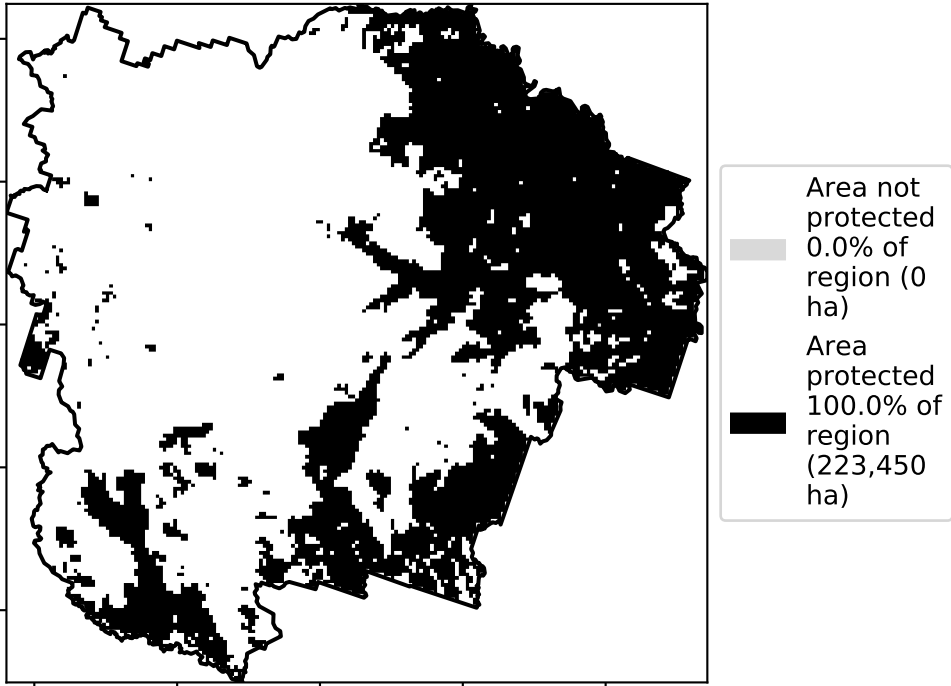 Area not
protected
0.0% of
region (0
ha)
Area
protected
100.0% of
region
(223,450
ha)